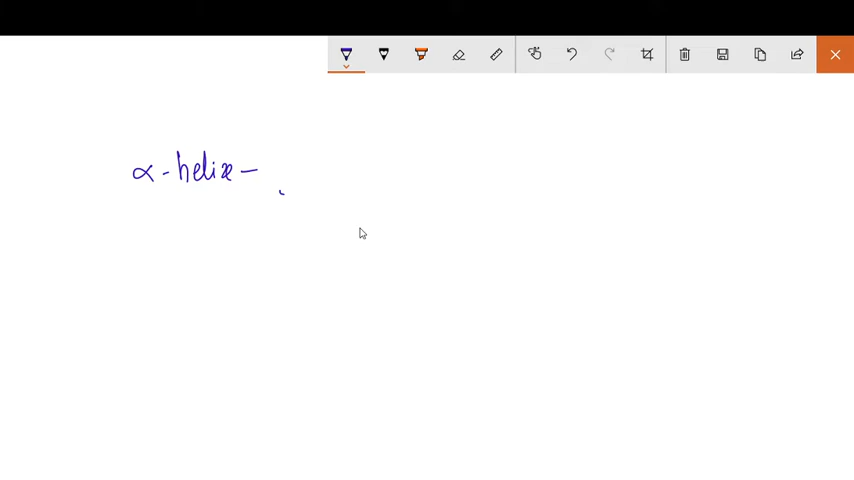 α - helix -